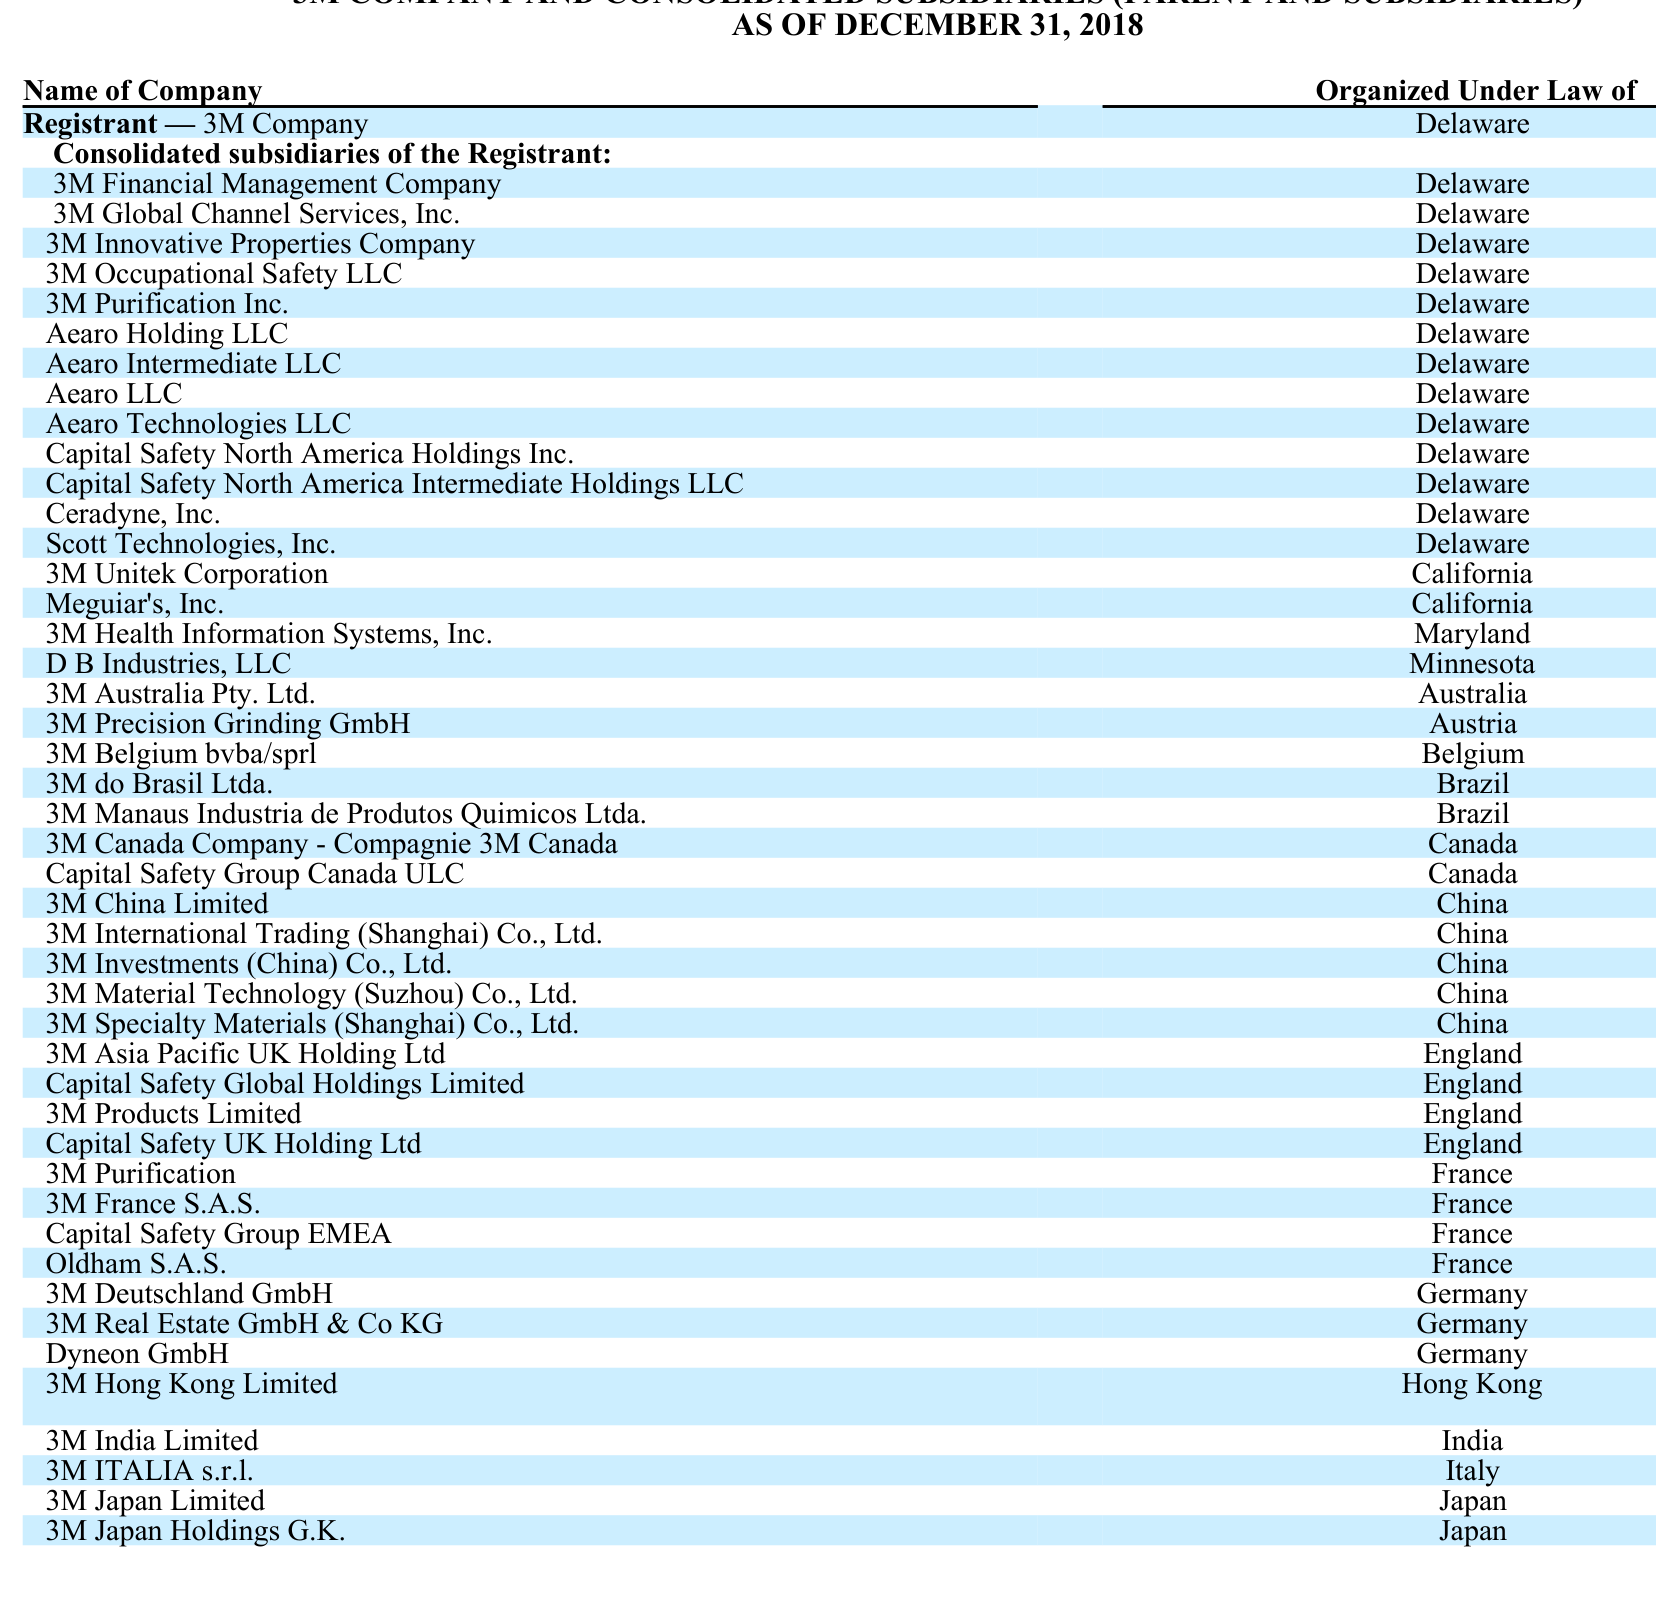 3M COMPANY AND CONSOLIDATED SUBSIDIARIES (PARENT AND SUBSIDIARIES)
AS OF DECEMBER 31, 2018
Name of Company Organized Under Law of
Registrant — 3M Company Delaware
Consolidated subsidiaries of the Registrant:
3M Financial Management Company Delaware
3M Global Channel Services, Inc. Delaware
3M Innovative Properties Company Delaware
3M Occupational Safety LLC Delaware
3M Purification Inc. Delaware
Aearo Holding LLC Delaware
Aearo Intermediate LLC Delaware
Aearo LLC Delaware
Aearo Technologies LLC Delaware
Capital Safety North America Holdings Inc. Delaware
Capital Safety North America Intermediate Holdings LLC Delaware
Ceradyne, Inc. Delaware
Scott Technologies, Inc. Delaware
3M Unitek Corporation California
Meguiar's, Inc. California
3M Health Information Systems, Inc. Maryland
D B Industries, LLC Minnesota
3M Australia Pty. Ltd. Australia
3M Precision Grinding GmbH Austria
3M Belgium bvba/sprl Belgium
3M do Brasil Ltda. Brazil
3M Manaus Industria de Produtos Quimicos Ltda. Brazil
3M Canada Company - Compagnie 3M Canada Canada
Capital Safety Group Canada ULC Canada
3M China Limited China
3M International Trading (Shanghai) Co., Ltd. China
3M Investments (China) Co., Ltd. China
3M Material Technology (Suzhou) Co., Ltd. China
3M Specialty Materials (Shanghai) Co., Ltd. China
3M Asia Pacific UK Holding Ltd England
Capital Safety Global Holdings Limited England
3M Products Limited England
Capital Safety UK Holding Ltd England
3M Purification France
3M France S.A.S. France
Capital Safety Group EMEA France
Oldham S.A.S. France
3M Deutschland GmbH Germany
3M Real Estate GmbH & Co KG Germany
Dyneon GmbH Germany
3M Hong Kong Limited Hong Kong
3M India Limited India
3M ITALIA s.r.l. Italy
3M Japan Limited Japan
3M Japan Holdings G.K. Japan